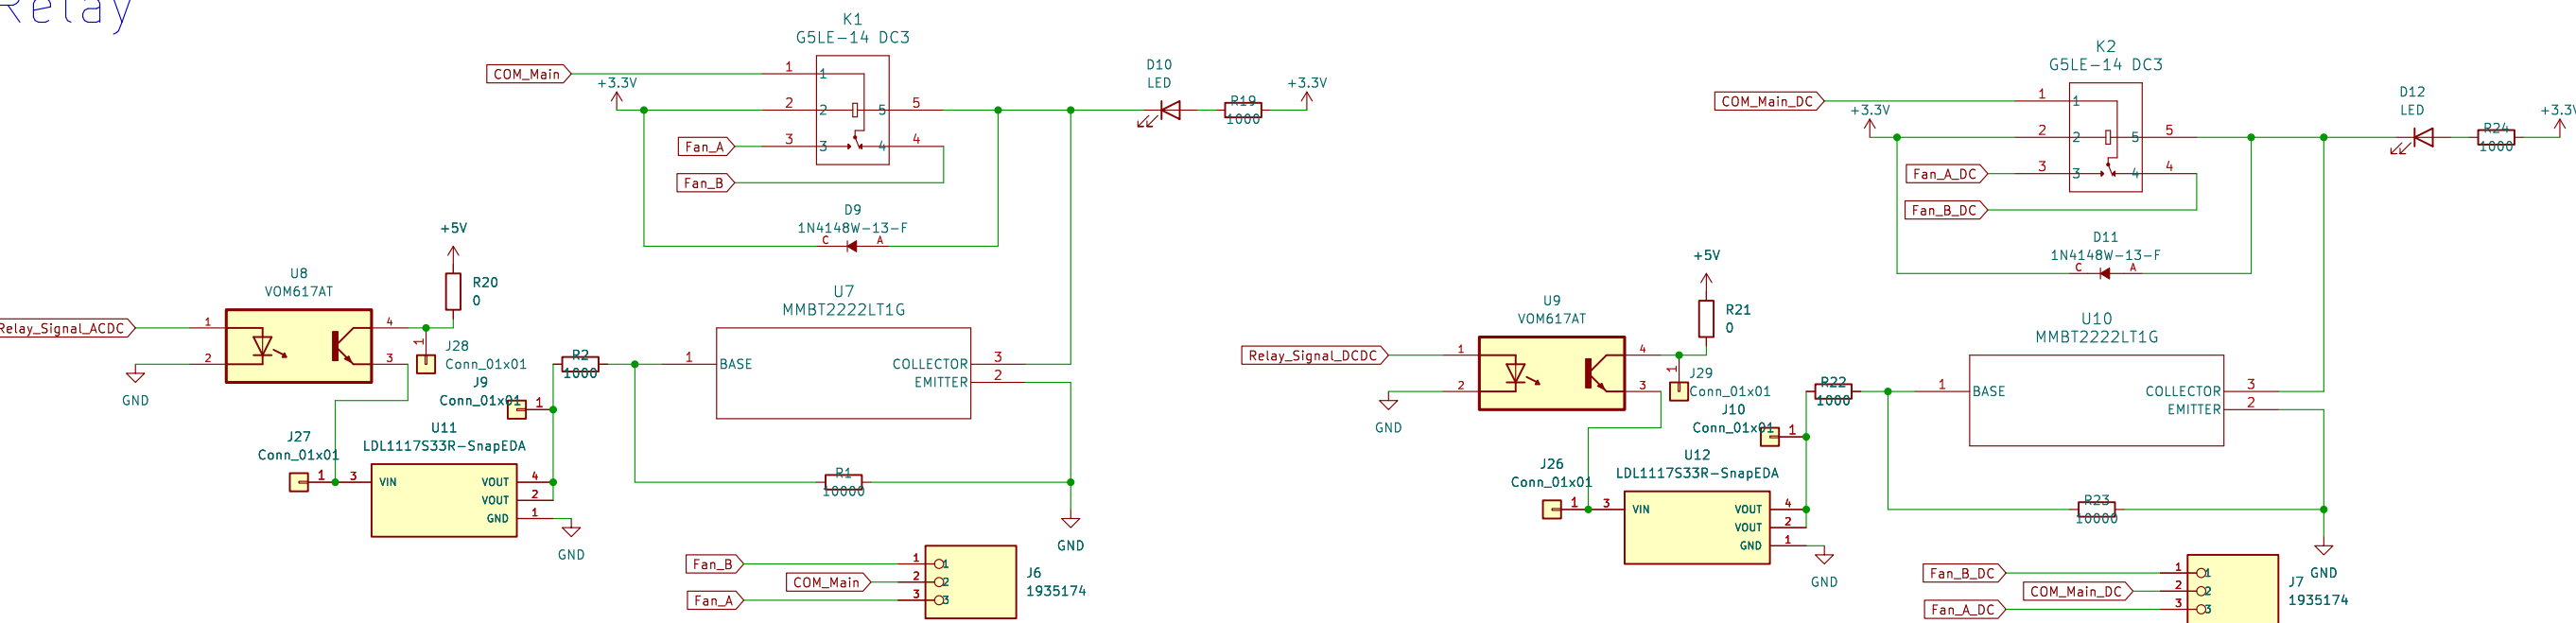 Relay
K1
G5LE-14 DC3
COM_Main
+3.3V
1
1
2
2
5
5
Fan_A
3
3
4
4
Fan_B
D10
LED
R19
1000
+3.3V
D9
1N4148W-13-F
C
A
+5V
R20
0
U8
VOM617AT
Relay_Signal_ACDC
1
2
4
3
GND
1
J28
Conn_01x01
J9
Conn_01x01
1
R2
1000
U7
MMBT2222LT1G
1
BASE
COLLECTOR
3
EMITTER
2
U11
LDL1117S33R-SnapEDA
J27
Conn_01x01
1
3
VIN
VOUT
4
VOUT
2
GND
1
GND
R1
10000
GND
Fan_B
1
1
COM_Main
2
2
Fan_A
3
3
J6
1935174
K2
G5LE-14 DC3
COM_Main_DC
+3.3V
1
1
2
2
5
5
Fan_A_DC
3
3
4
4
Fan_B_DC
D12
LED
R24
1000
+3.3V
D11
1N4148W-13-F
C
A
+5V
R21
0
U9
VOM617AT
Relay_Signal_DCDC
1
2
4
3
GND
1
J29
Conn_01x01
J10
Conn_01x01
1
R22
1000
U10
MMBT2222LT1G
1
BASE
COLLECTOR
3
EMITTER
2
U12
LDL1117S33R-SnapEDA
J26
Conn_01x01
1
3
VIN
VOUT
4
VOUT
2
GND
1
GND
R23
10000
GND
Fan_B_DC
1
1
COM_Main_DC
2
2
Fan_A_DC
3
3
J7
1935174